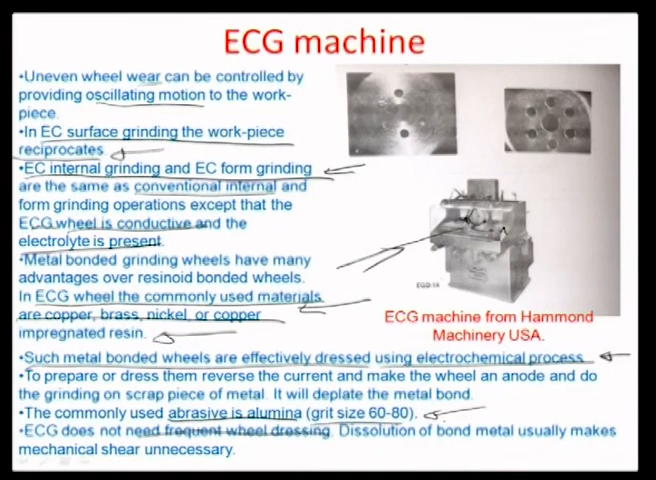 ECG machine
•Uneven wheel wear can be controlled by
providing oscillating motion to the work-
piece.
•In EC surface grinding the work-piece
reciprocates
•EC internal grinding and EC form grinding
are the same as conventional internal and
form grinding operations except that the
ECG wheel is conductive and the
electrolyte is present.
•Metal bonded grinding wheels have many
advantages over resinoid bonded wheels.
In ECG wheel the commonly used materials
are copper, brass, nickel, or copper
impregnated resin.
ECG machine from Hammond
Machinery USA.
•Such metal bonded wheels are effectively dressed using electrochemical process
•To prepare or dress them reverse the current and make the wheel an anode and do
the grinding on scrap piece of metal. It will deplate the metal bond.
•The commonly used abrasive is alumina (grit size 60-80).
•ECG does not need frequent wheel dressing. Dissolution of bond metal usually makes
mechanical shear unnecessary.